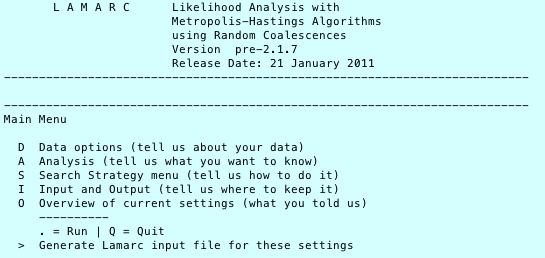 L A M A R C Likelihood Analysis with
Metropolis-Hastings Algorithms
using Random Coalescences
Version pre-2.1.7
Release Date: 21 January 2011
---------------------------------------------------------------------------
---------------------------------------------------------------------------
Main Menu
D Data options (tell us about your data)
A Analysis (tell us what you want to know)
S Search Strategy menu (tell us how to do it)
I Input and Output (tell us where to keep it)
O Overview of current settings (what you told us)
----------
. = Run | Q = Quit
> Generate Lamarc input file for these settings